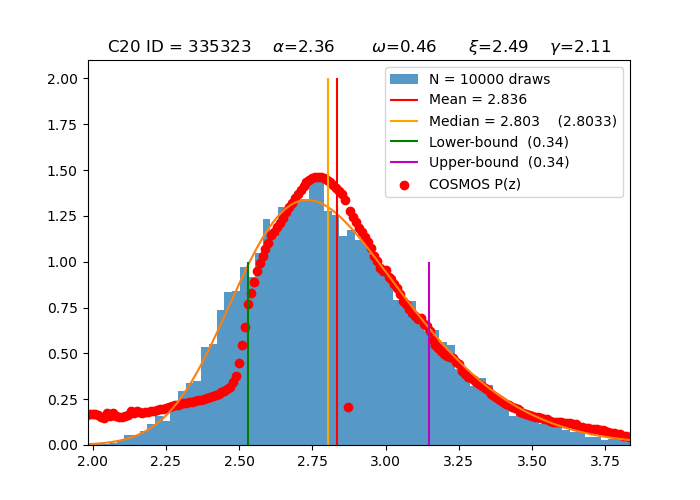 C20 ID = 335323    α=2.36    ω=0.46    ξ=2.49    γ=2.11
N = 10000 draws
Mean = 2.836
Median = 2.803    (2.8033)
Lower-bound  (0.34)
Upper-bound  (0.34)
COSMOS P(z)
2.00
1.75
1.50
1.25
1.00
0.75
0.50
0.25
0.00
2.00 2.25 2.50 2.75 3.00 3.25 3.50 3.75